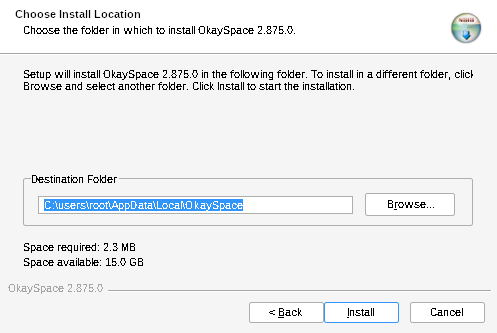 Choose Install Location
Choose the folder in which to install OkaySpace 2.875.0.
Setup will install OkaySpace 2.875.0 in the following folder. To install in a different folder, click
Browse and select another folder. Click Install to start the installation.
Destination Folder
C:\users\root\AppData\Local\OkaySpace
Browse...
Space required: 2.3 MB
Space available: 15.0 GB
OkaySpace 2.875.0
< Back
Install
Cancel